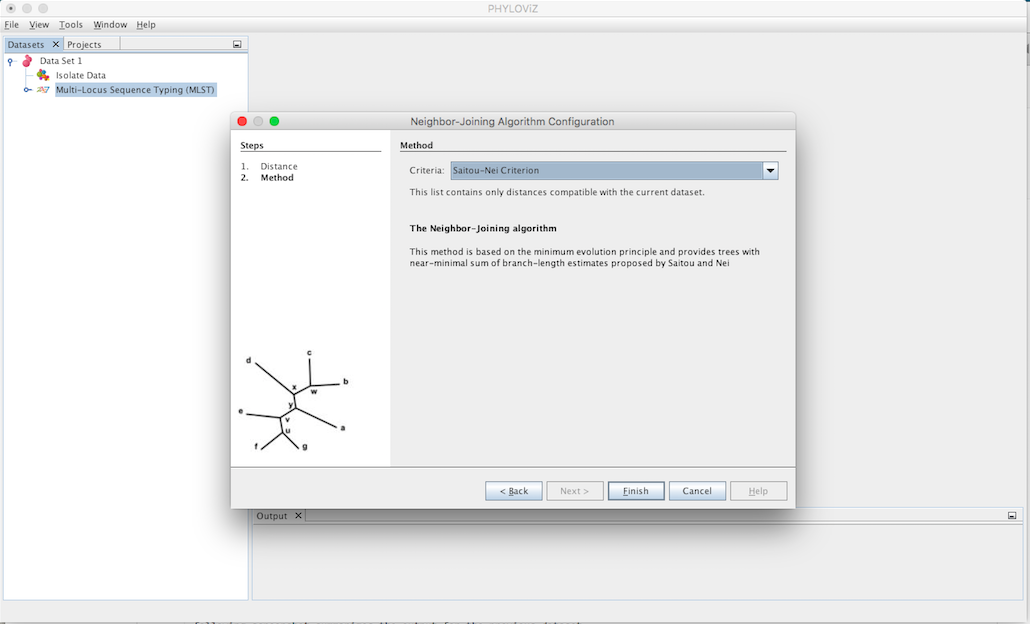 PHYLOViZ
File View Tools Window Help
Datasets Projects
Data Set 1
Isolate Data
Multi-Locus Sequence Typing (MLST)
Neighbor-Joining Algorithm Configuration
Steps
1. Distance
2. Method
Method
Criteria: Saitou-Nei Criterion
This list contains only distances compatible with the current dataset.
The Neighbor-Joining algorithm
This method is based on the minimum evolution principle and provides trees with
near-minimal sum of branch-length estimates proposed by Saitou and Nei
c
d
b
x
w
y
e
v
a
u
f
g
< Back Next > Finish Cancel Help
Output